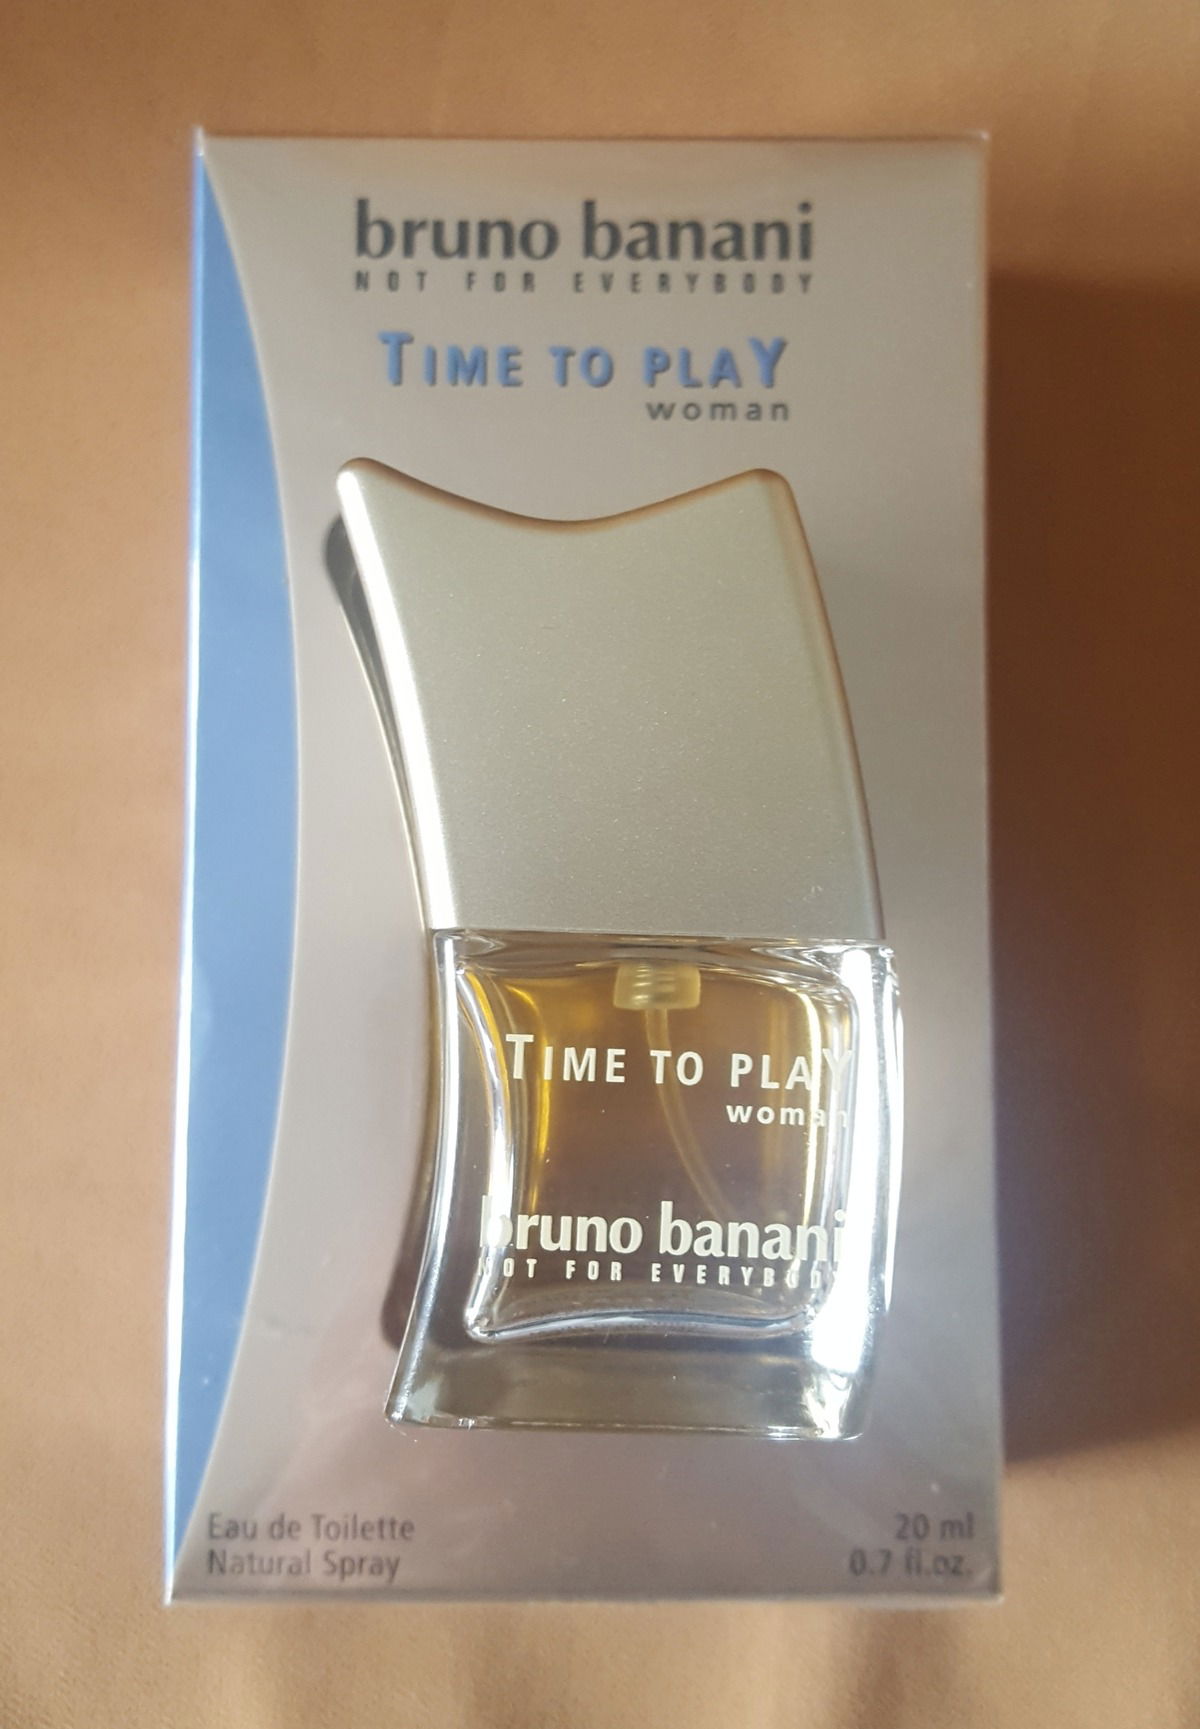 bruno banani
NOT FOR EVERYBODY
TIME TO PLAY
woman
TIME TO PLAY
woman
bruno banani
NOT FOR EVERYBODY
Eau de Toilette
Natural Spray
20 ml
0.7 fl.oz.